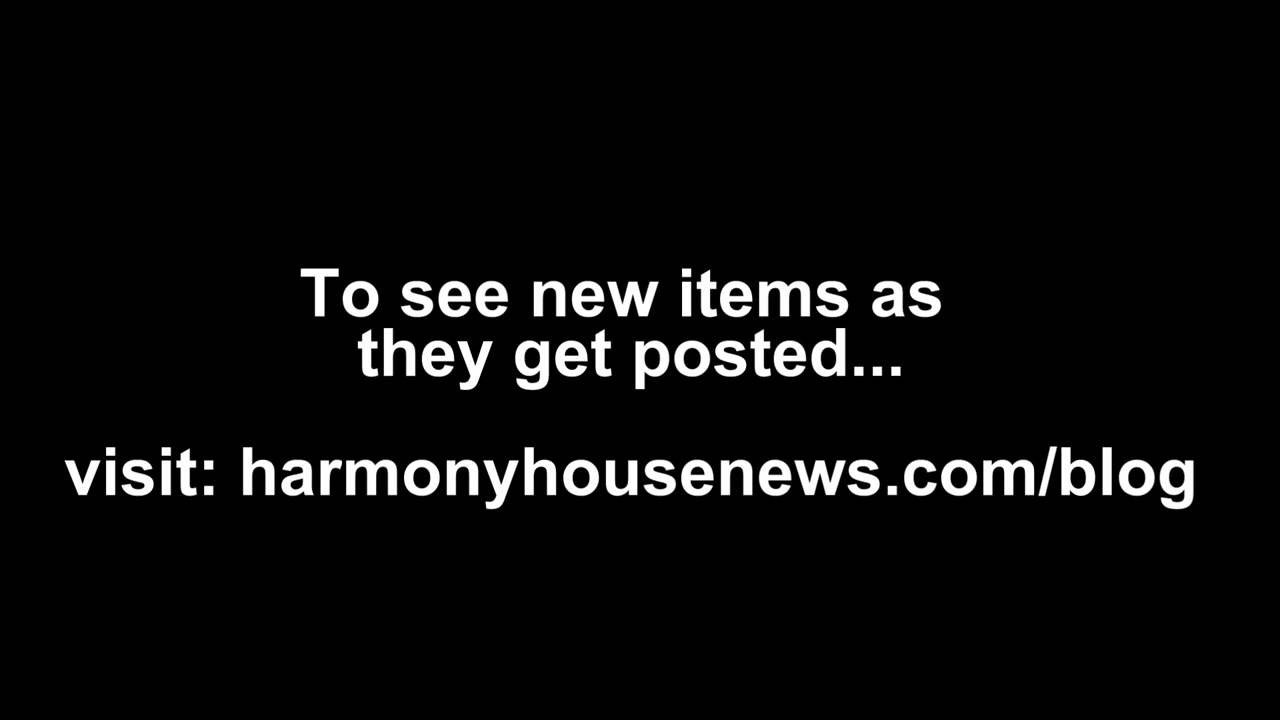 To see new items as
they get posted...
visit: harmonyhousenews.com/blog